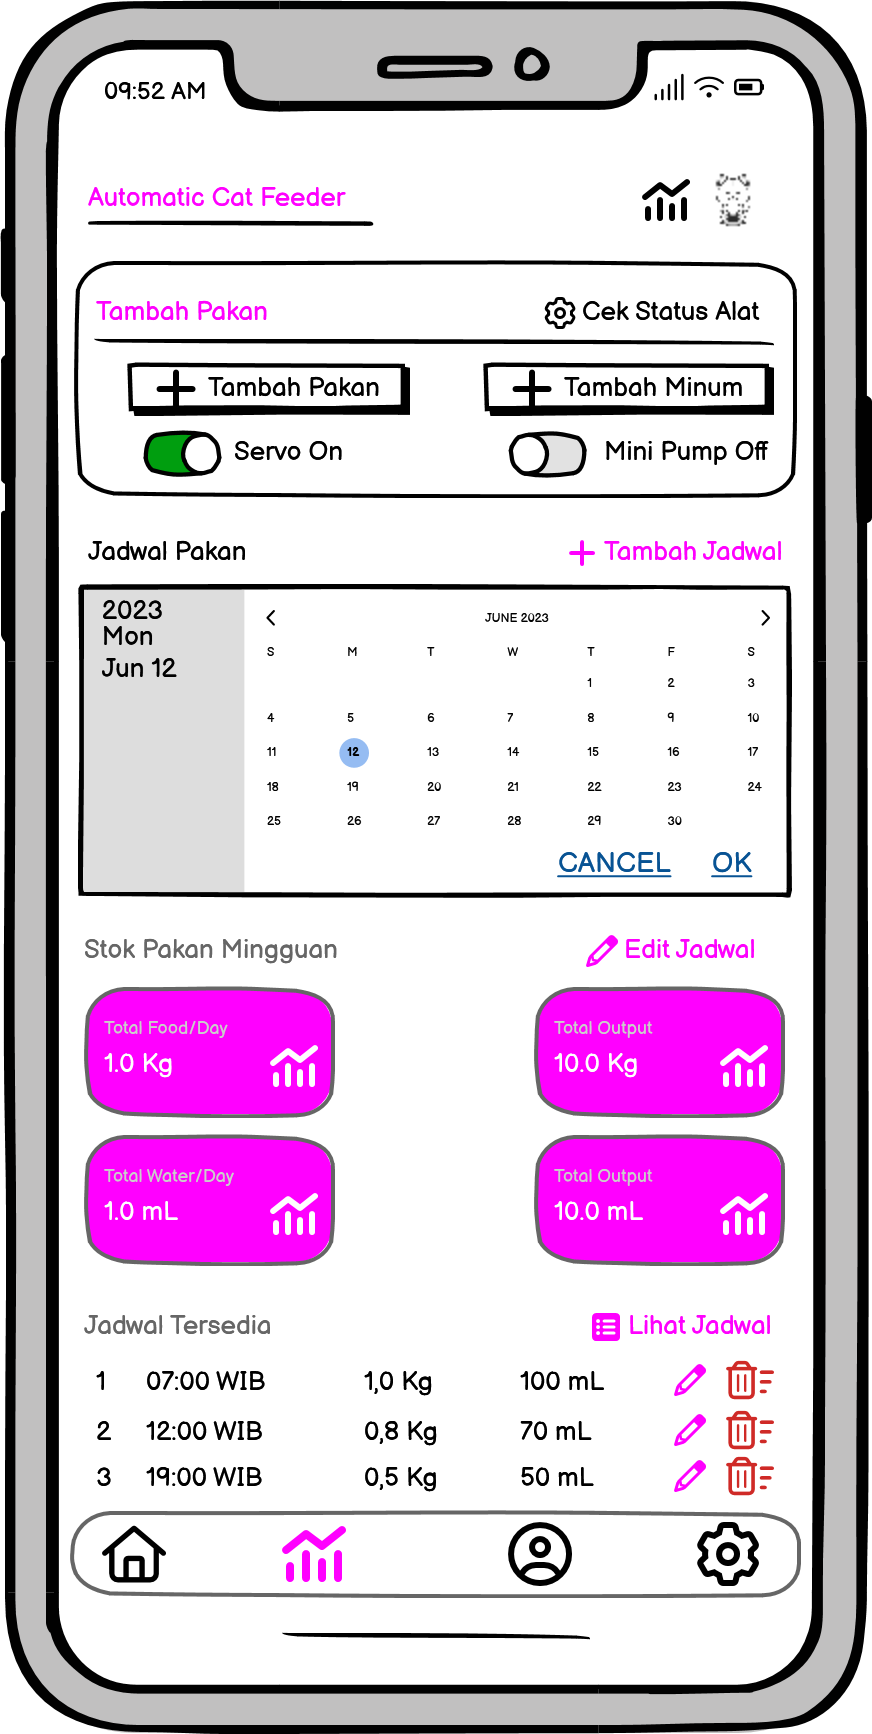 09:52 AM
Automatic Cat Feeder
Tambah Pakan Cek Status Alat
Tambah Pakan Tambah Minum
Servo On Mini Pump Off
Jadwal Pakan Tambah Jadwal
2023
Mon
Jun 12
JUNE 2023
S M T W T F S
1 2 3
4 5 6 7 8 9 10
11 12 13 14 15 16 17
18 19 20 21 22 23 24
25 26 27 28 29 30
CANCEL OK
Stok Pakan Mingguan Edit Jadwal
Total Food/Day Total Output
1.0 Kg 10.0 Kg
Total Water/Day Total Output
1.0 mL 10.0 mL
Jadwal Tersedia Lihat Jadwal
1 07:00 WIB 1,0 Kg 100 mL
2 12:00 WIB 0,8 Kg 70 mL
3 19:00 WIB 0,5 Kg 50 mL